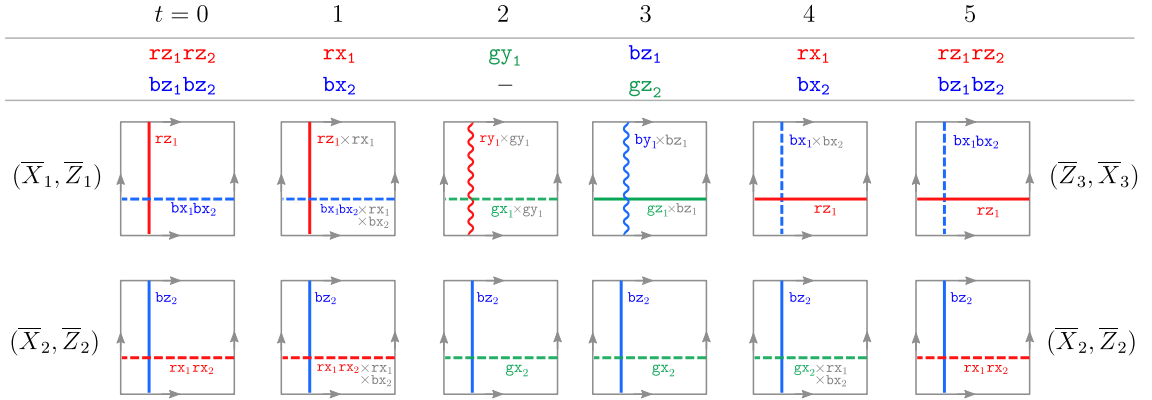 t = 0 1 2 3 4 5
rz₁rz₂ rx₁ gy₁ bz₁ rx₁ rz₁rz₂
bz₁bz₂ bx₂ − gz₂ bx₂ bz₁bz₂
rz₁ rz₁×rx₁ ry₁×gy₁ by₁×bz₁ bx₁×bx₂ bx₁bx₂
(X̅₁, Z̅₁) (Z̅₃, X̅₃)
bx₁bx₂ bx₁bx₂×rx₁ gx₁×gy₁ gz₁×bz₁ rz₁ rz₁
×bx₂
bz₂ bz₂ bz₂ bz₂ bz₂ bz₂
(X̅₂, Z̅₂) (X̅₂, Z̅₂)
rx₁rx₂ rx₁rx₂×rx₁ gx₂ gx₂ gx₂×rx₁ rx₁rx₂
×bx₂ ×bx₂